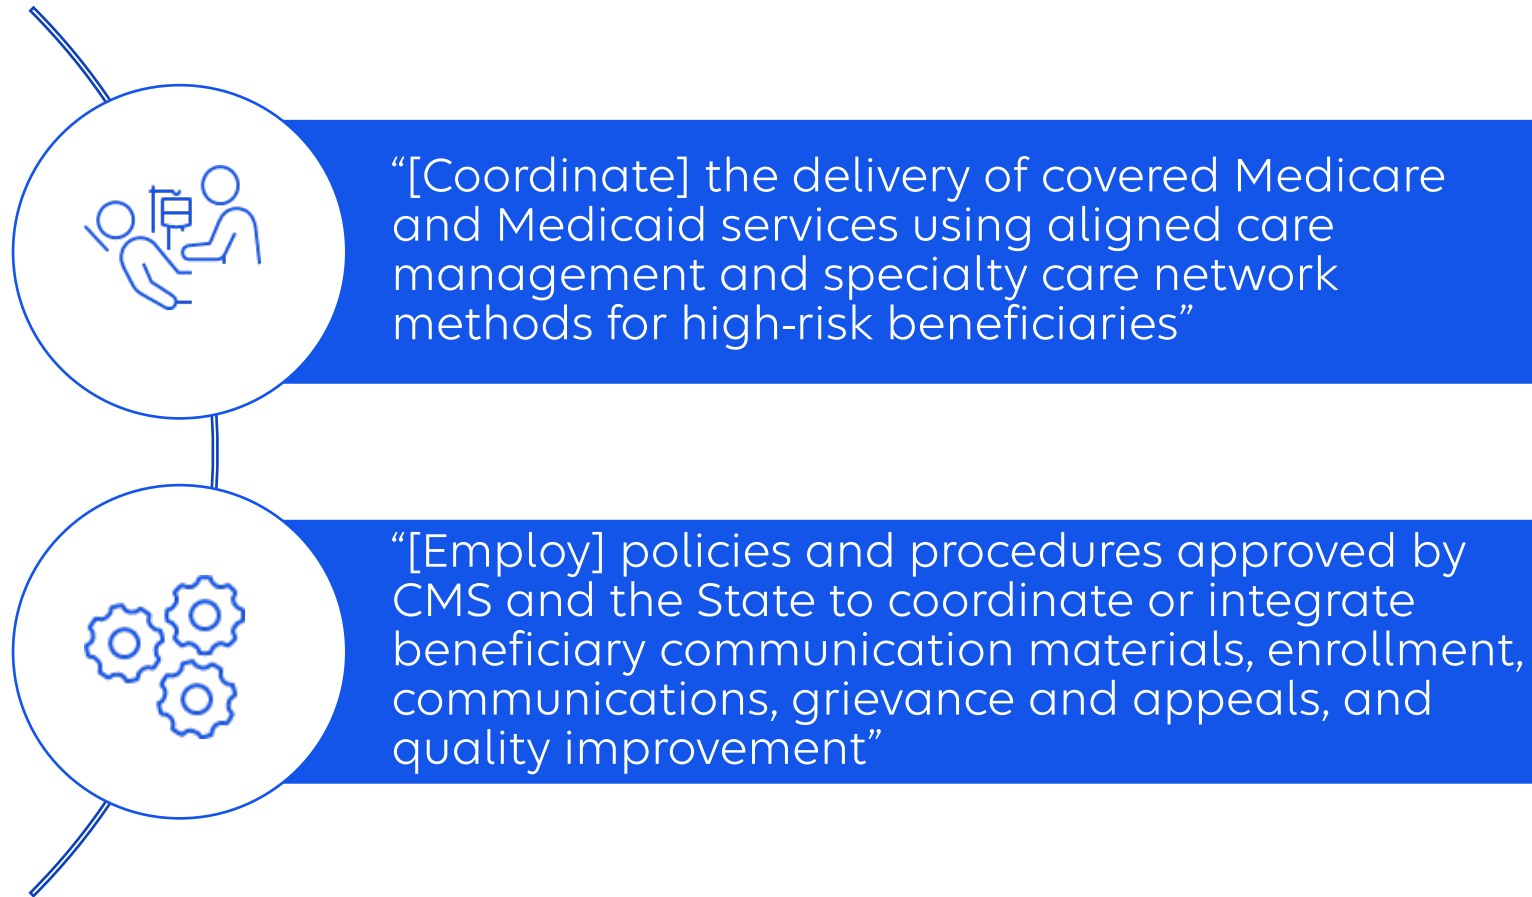 “[Coordinate] the delivery of covered Medicare
and Medicaid services using aligned care
management and specialty care network
methods for high-risk beneficiaries”
“[Employ] policies and procedures approved by
CMS and the State to coordinate or integrate
beneficiary communication materials, enrollment,
communications, grievance and appeals, and
quality improvement”